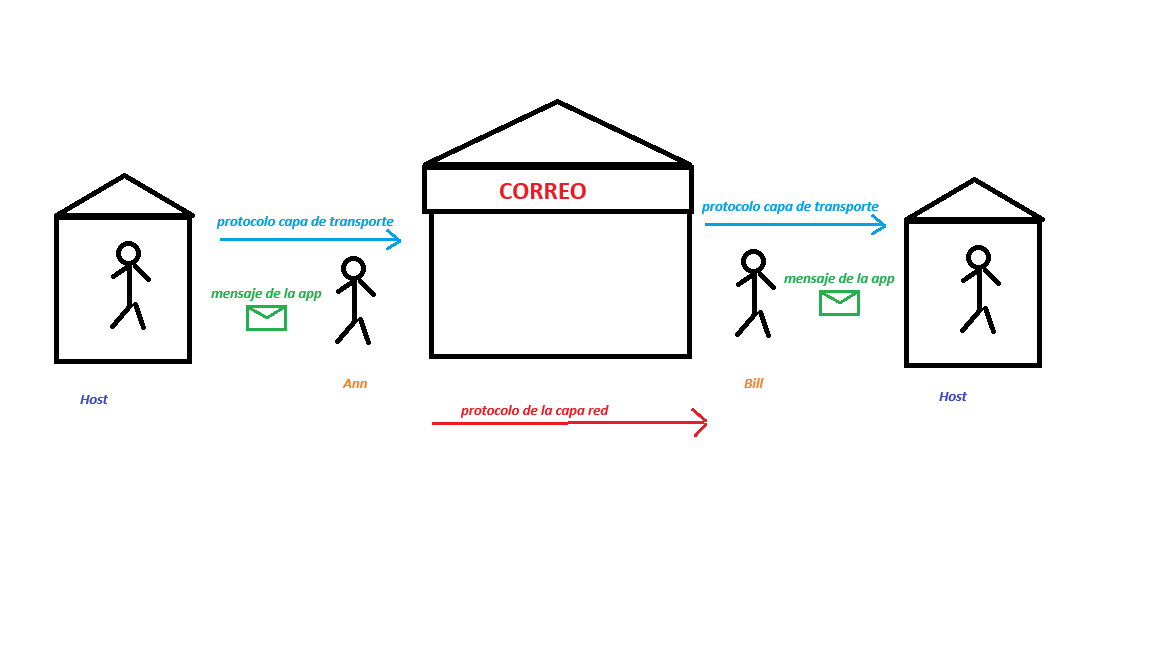 CORREO
protocolo capa de transporte
protocolo capa de transporte
mensaje de la app
mensaje de la app
Ann
Bill
Host
Host
protocolo de la capa red